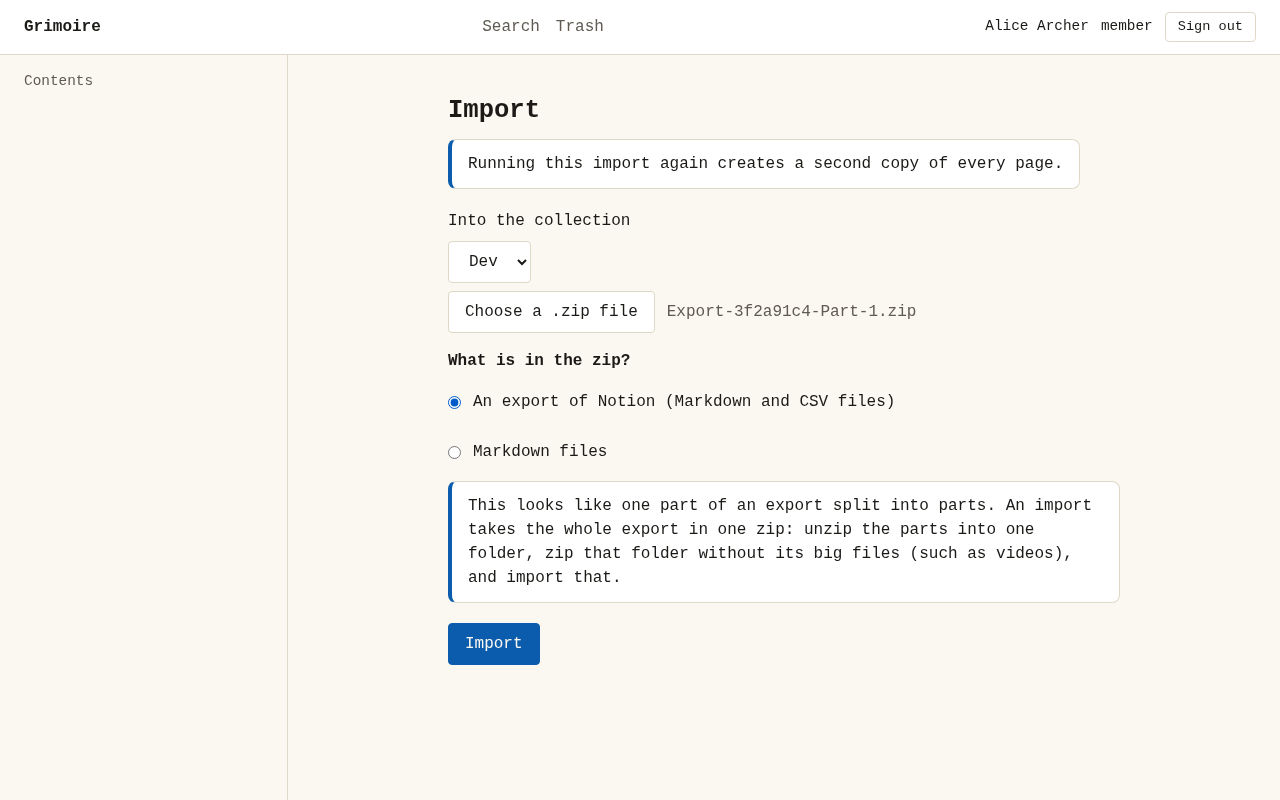 Grimoire
Search Trash
Alice Archer member Sign out
Contents
Import
Running this import again creates a second copy of every page.
Into the collection
Dev
Choose a .zip file Export-3f2a91c4-Part-1.zip
What is in the zip?
An export of Notion (Markdown and CSV files)
Markdown files
This looks like one part of an export split into parts. An import
takes the whole export in one zip: unzip the parts into one
folder, zip that folder without its big files (such as videos),
and import that.
Import